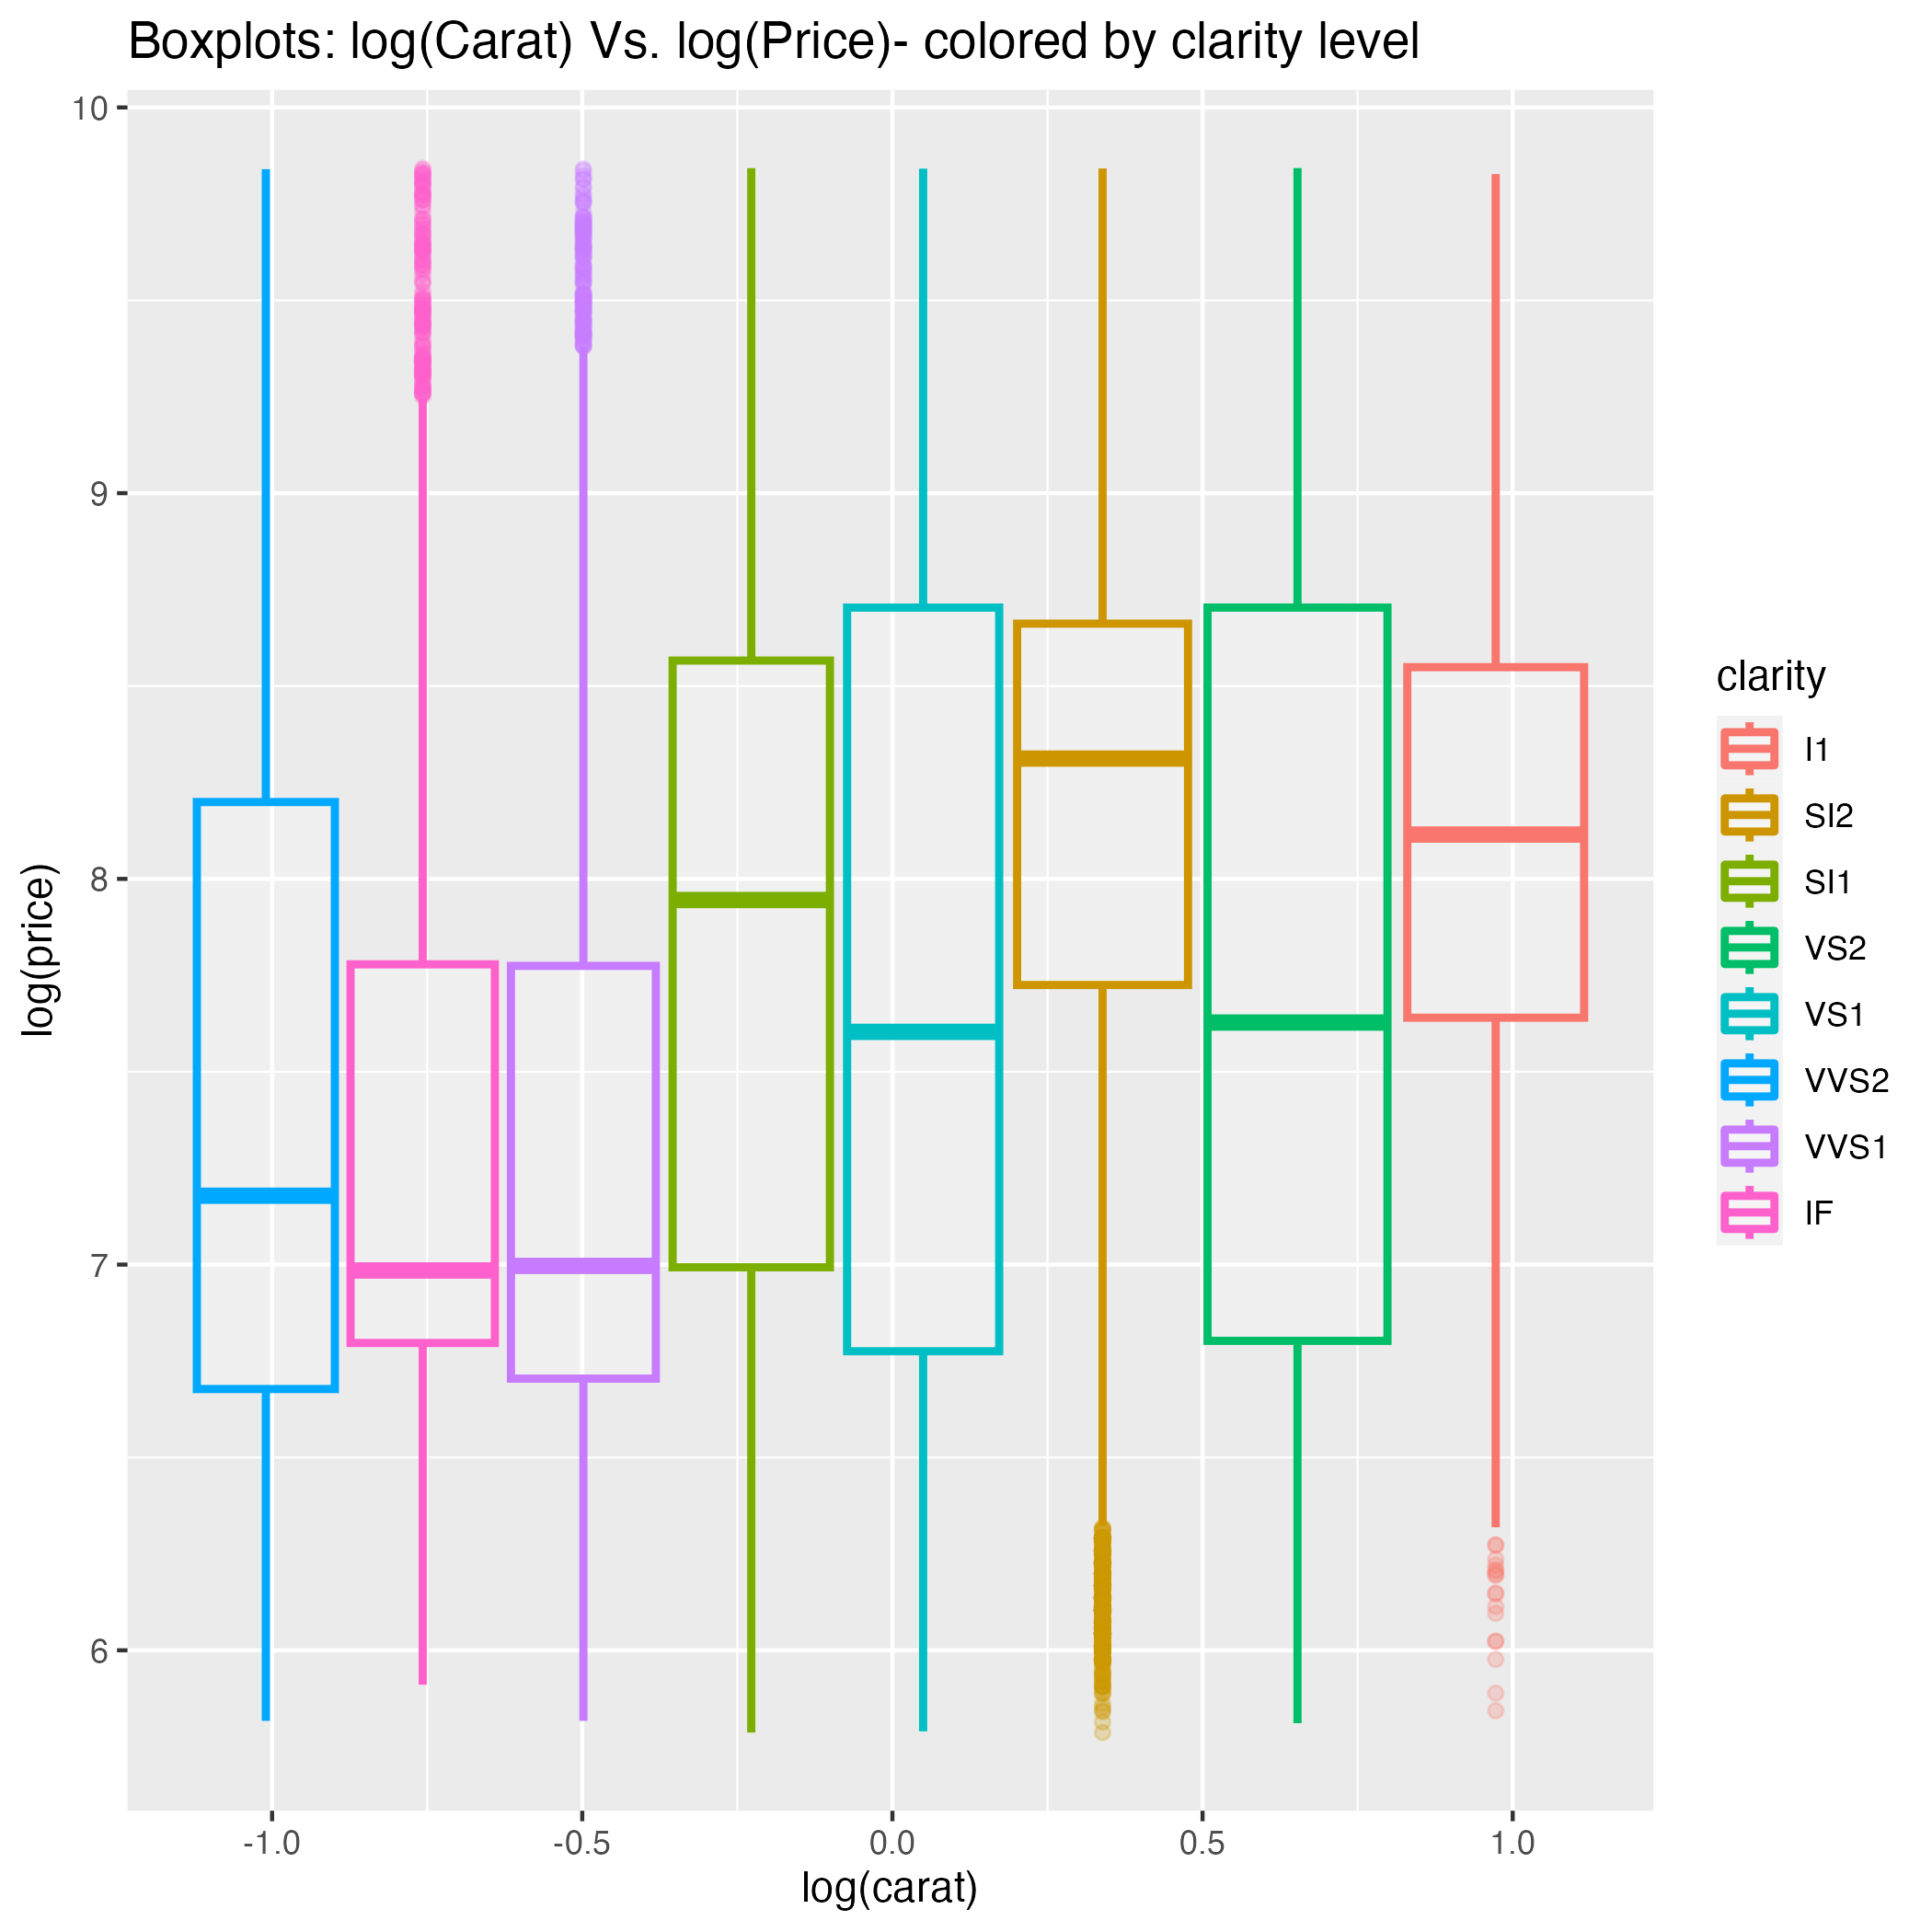 Boxplots: log(Carat) Vs. log(Price)- colored by clarity level
10
9
8
7
6
log(price)
-1.0
-0.5
0.0
0.5
1.0
log(carat)
clarity
I1
SI2
SI1
VS2
VS1
VVS2
VVS1
IF